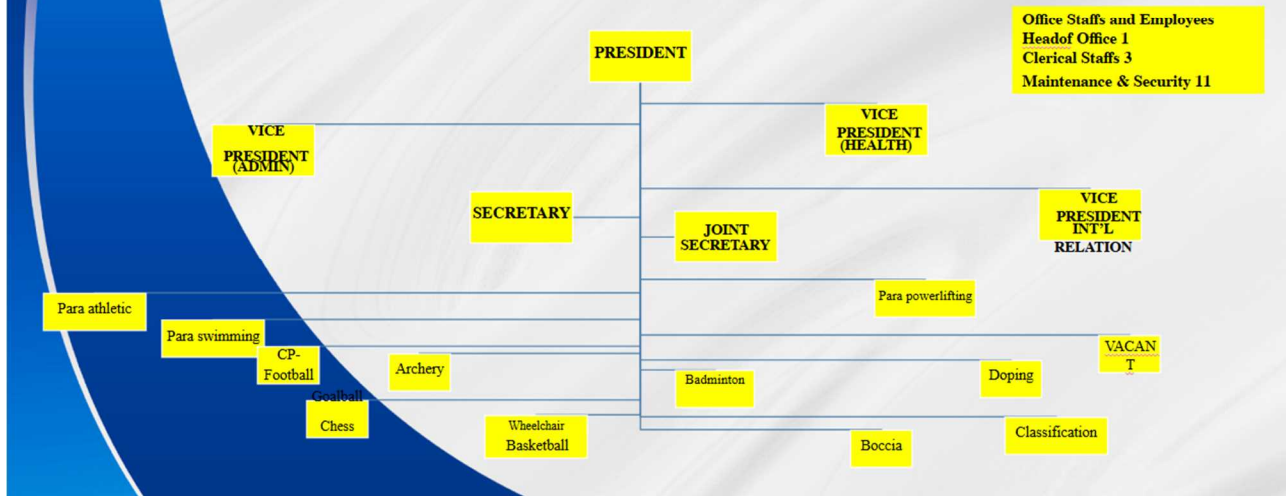 Office Staffs and Employees
Headof Office 1
Clerical Staffs 3
Maintenance & Security 11
PRESIDENT
VICE
PRESIDENT
(HEALTH)
VICE
PRESIDENT
(ADMIN)
VICE
PRESIDENT
INT'L
RELATION
SECRETARY
JOINT
SECRETARY
Para athletic
Para powerlifting
Para swimming
CP-
Football
Archery
Badminton
Doping
VACAN
T
Goalball
Chess
Wheelchair
Basketball
Boccia
Classification